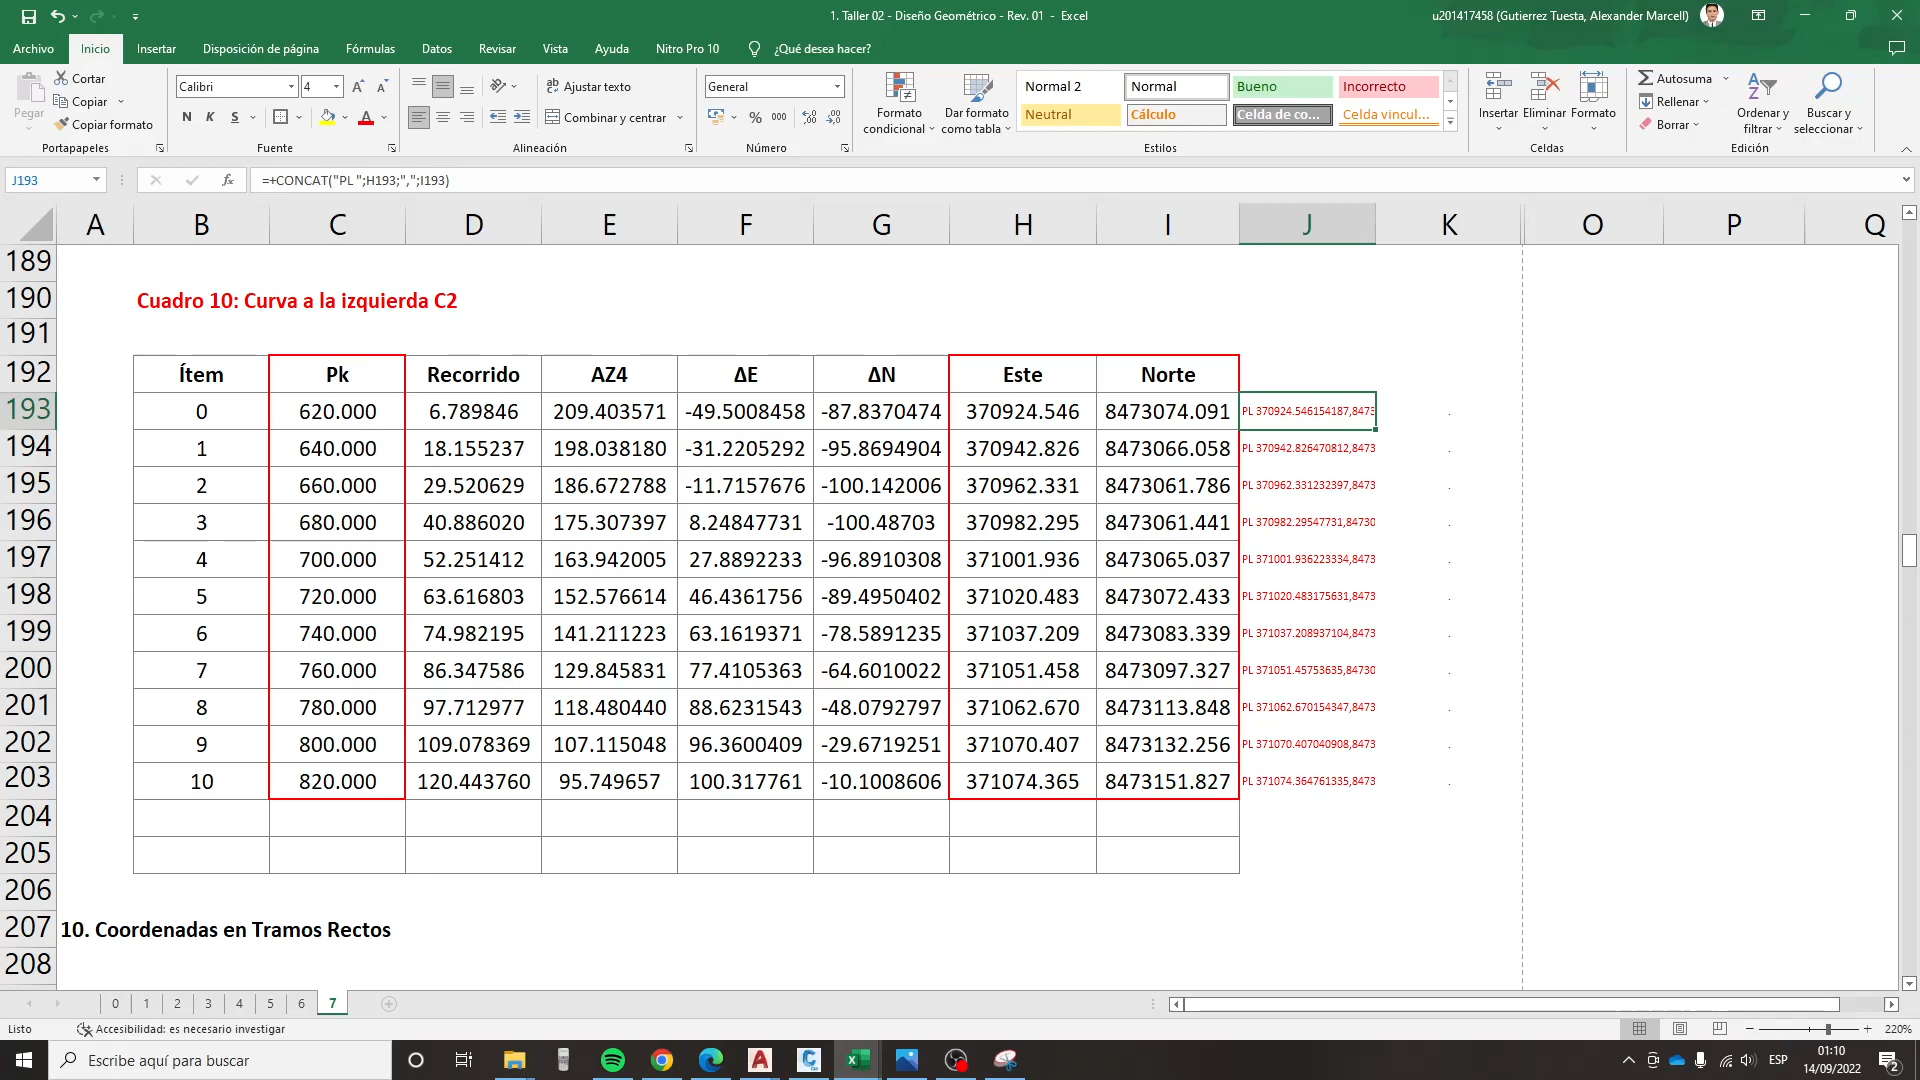 1. Taller 02 - Diseño Geométrico - Rev. 01 - Excel
u201417458 (Gutierrez Tuesta, Alexander Marcell)
Archivo Inicio Insertar Disposición de página Fórmulas Datos Revisar Vista Ayuda Nitro Pro 10 ¿Qué desea hacer?
Pegar
Cortar
Copiar
Copiar formato
Portapapeles
Calibri 4
N K S
Fuente
Ajustar texto
Combinar y centrar
Alineación
General
% 000
Número
Formato condicional
Dar formato como tabla
Normal 2 Normal Bueno Incorrecto
Neutral Cálculo Celda de co... Celda vincul...
Estilos
Insertar Eliminar Formato
Celdas
Autosuma
Rellenar
Borrar
Ordenar y filtrar
Buscar y seleccionar
Edición
J193 fx =+CONCAT("PL ";H193;",";I193)
A B C D E F G H I J K O P Q
189
190 Cuadro 10: Curva a la izquierda C2
191
192 Ítem Pk Recorrido AZ4 ΔE ΔN Este Norte
193 0 620.000 6.789846 209.403571 -49.5008458 -87.8370474 370924.546 8473074.091 PL 370924.546154187,8473 .
194 1 640.000 18.155237 198.038180 -31.2205292 -95.8694904 370942.826 8473066.058 PL 370942.826470812,8473 .
195 2 660.000 29.520629 186.672788 -11.7157676 -100.142006 370962.331 8473061.786 PL 370962.331232397,8473 .
196 3 680.000 40.886020 175.307397 8.24847731 -100.48703 370982.295 8473061.441 PL 370982.29547731,84730 .
197 4 700.000 52.251412 163.942005 27.8892233 -96.8910308 371001.936 8473065.037 PL 371001.936223334,8473 .
198 5 720.000 63.616803 152.576614 46.4361756 -89.4950402 371020.483 8473072.433 PL 371020.483175631,8473 .
199 6 740.000 74.982195 141.211223 63.1619371 -78.5891235 371037.209 8473083.339 PL 371037.208937104,8473 .
200 7 760.000 86.347586 129.845831 77.4105363 -64.6010022 371051.458 8473097.327 PL 371051.45753635,84730 .
201 8 780.000 97.712977 118.480440 88.6231543 -48.0792797 371062.670 8473113.848 PL 371062.670154347,8473 .
202 9 800.000 109.078369 107.115048 96.3600409 -29.6719251 371070.407 8473132.256 PL 371070.407040908,8473 .
203 10 820.000 120.443760 95.749657 100.317761 -10.1008606 371074.365 8473151.827 PL 371074.364761335,8473 .
204
205
206
207 10. Coordenadas en Tramos Rectos
208
0 1 2 3 4 5 6 7
Listo Accesibilidad: es necesario investigar
220%
Escribe aquí para buscar
ESP
01:10
14/09/2022
2